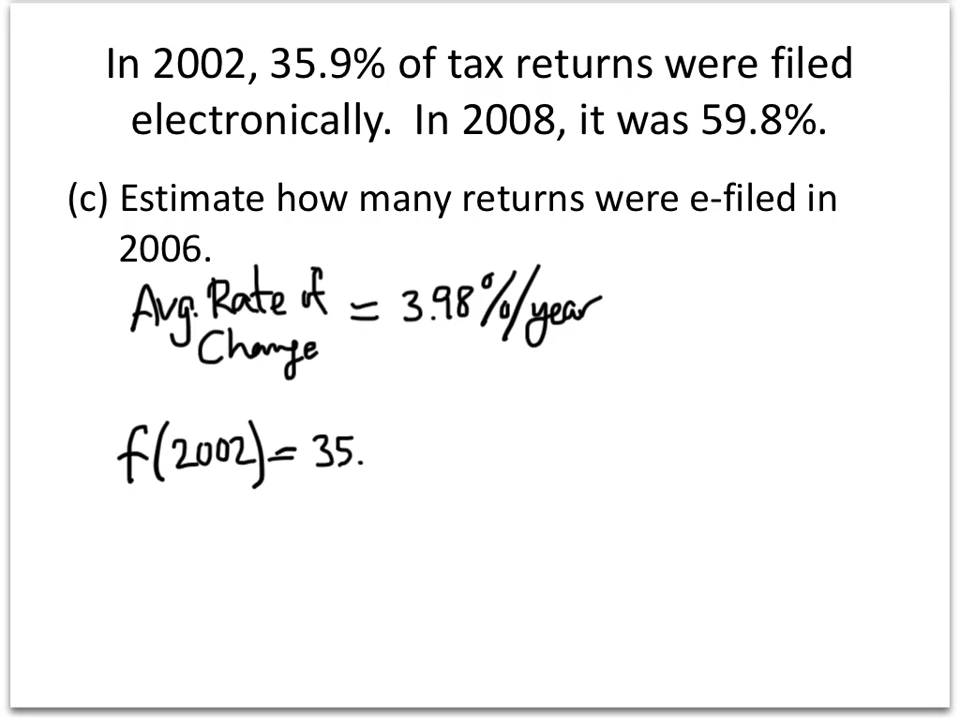 In 2002, 35.9% of tax returns were filed
electronically. In 2008, it was 59.8%.
(c) Estimate how many returns were e-filed in
2006.
Avg. Rate of
Change = 3.98%/year
f(2002) = 35.